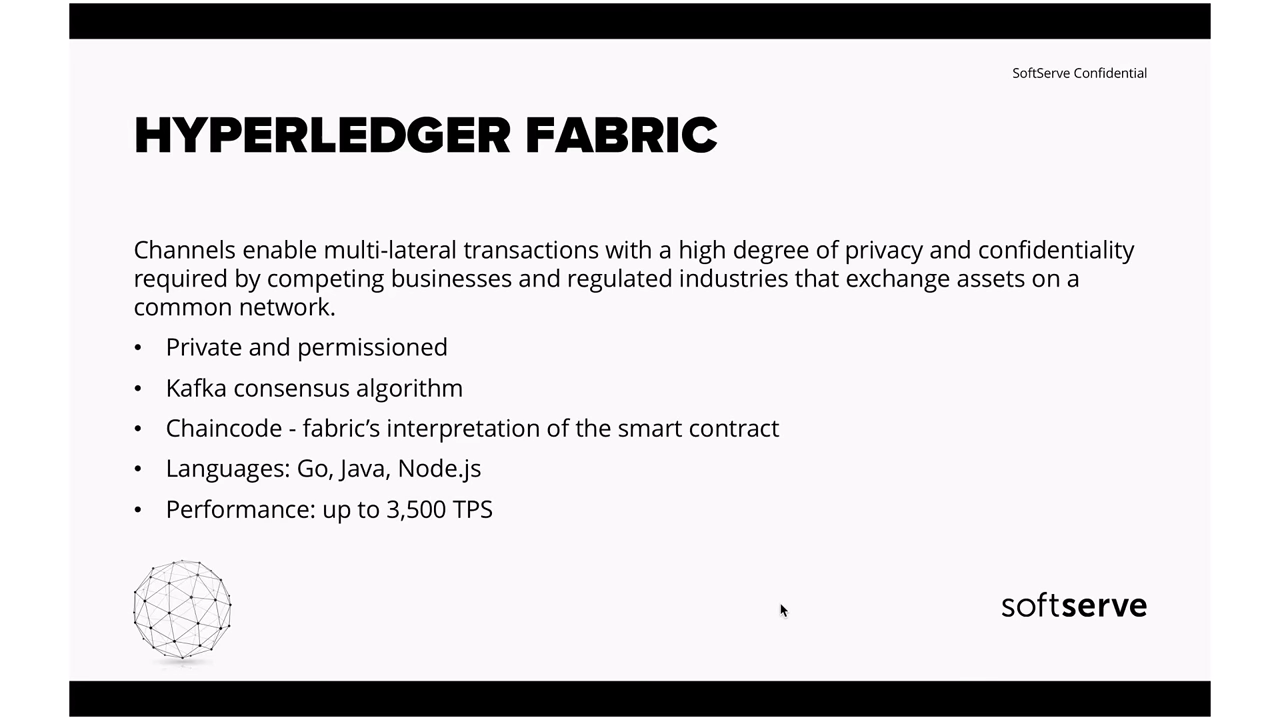 SoftServe Confidential
HYPERLEDGER FABRIC
Channels enable multi-lateral transactions with a high degree of privacy and confidentiality
required by competing businesses and regulated industries that exchange assets on a
common network.
• Private and permissioned
• Kafka consensus algorithm
• Chaincode - fabric’s interpretation of the smart contract
• Languages: Go, Java, Node.js
• Performance: up to 3,500 TPS
softserve